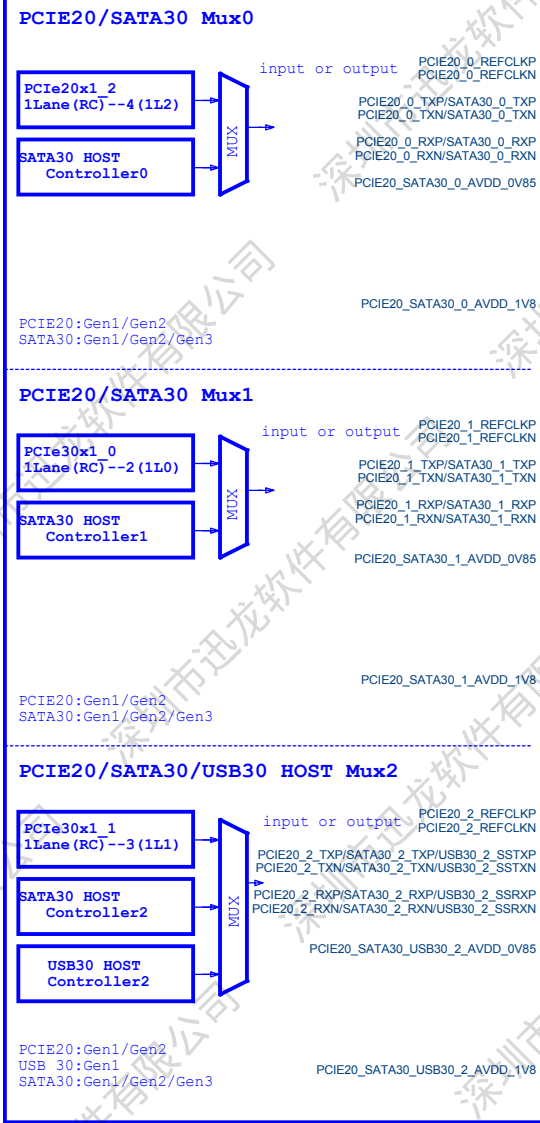 PCIE20/SATA30 Mux0
input or output
PCIE20_0_REFCLKP
PCIE20_0_REFCLKN
PCIe20x1_2
1Lane(RC)--4(1L2)
PCIE20_0_TXP/SATA30_0_TXP
PCIE20_0_TXN/SATA30_0_TXN
MUX
PCIE20_0_RXP/SATA30_0_RXP
PCIE20_0_RXN/SATA30_0_RXN
SATA30 HOST
Controller0
PCIE20_SATA30_0_AVDD_0V85
PCIE20_SATA30_0_AVDD_1V8
PCIE20:Gen1/Gen2
SATA30:Gen1/Gen2/Gen3
PCIE20/SATA30 Mux1
input or output
PCIE20_1_REFCLKP
PCIE20_1_REFCLKN
PCIe30x1_0
1Lane(RC)--2(1L0)
PCIE20_1_TXP/SATA30_1_TXP
PCIE20_1_TXN/SATA30_1_TXN
MUX
PCIE20_1_RXP/SATA30_1_RXP
PCIE20_1_RXN/SATA30_1_RXN
SATA30 HOST
Controller1
PCIE20_SATA30_1_AVDD_0V85
PCIE20_SATA30_1_AVDD_1V8
PCIE20:Gen1/Gen2
SATA30:Gen1/Gen2/Gen3
PCIE20/SATA30/USB30 HOST Mux2
input or output
PCIE20_2_REFCLKP
PCIE20_2_REFCLKN
PCIe30x1_1
1Lane(RC)--3(1L1)
PCIE20_2_TXP/SATA30_2_TXP/USB30_2_SSTXP
PCIE20_2_TXN/SATA30_2_TXN/USB30_2_SSTXN
MUX
SATA30 HOST
Controller2
PCIE20_2_RXP/SATA30_2_RXP/USB30_2_SSRXP
PCIE20_2_RXN/SATA30_2_RXN/USB30_2_SSRXN
PCIE20_SATA30_USB30_2_AVDD_0V85
USB30 HOST
Controller2
PCIE20:Gen1/Gen2
USB 30:Gen1
SATA30:Gen1/Gen2/Gen3
PCIE20_SATA30_USB30_2_AVDD_1V8
深圳市迅龙软件有限公司